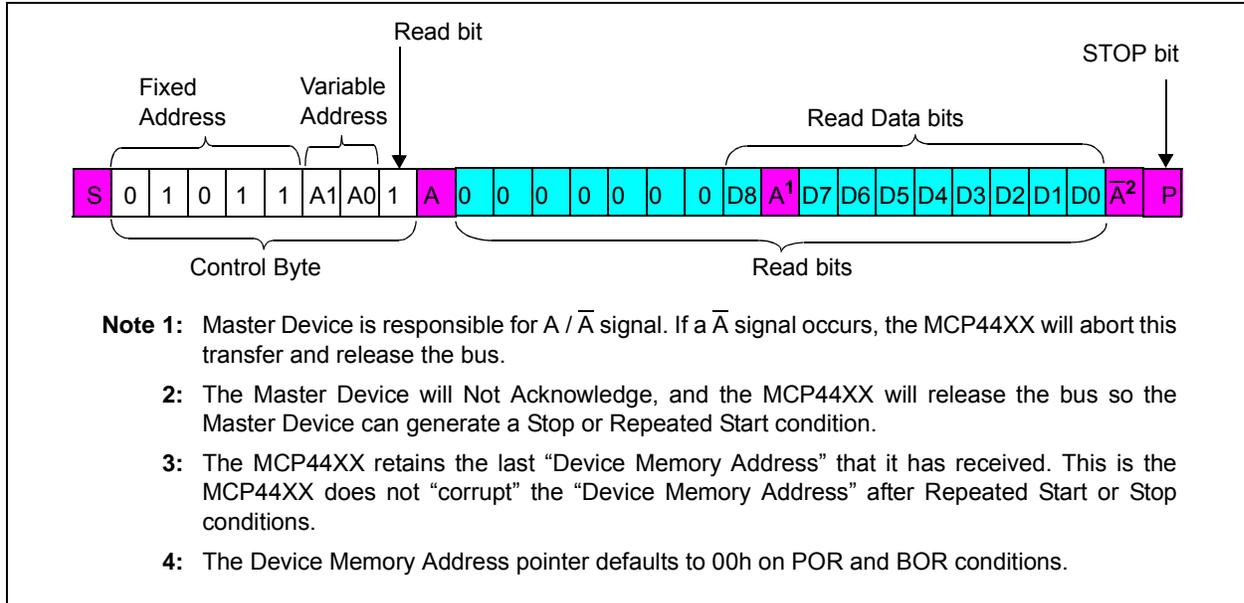 Read bit
STOP bit
Fixed
Address
Variable
Address
Read Data bits
S 0 1 0 1 1 A1 A0 1 A 0 0 0 0 0 0 0 D8 A¹ D7 D6 D5 D4 D3 D2 D1 D0 A̅² P
Control Byte
Read bits
Note 1: Master Device is responsible for A / A̅ signal. If a A̅ signal occurs, the MCP44XX will abort this
transfer and release the bus.
2: The Master Device will Not Acknowledge, and the MCP44XX will release the bus so the
Master Device can generate a Stop or Repeated Start condition.
3: The MCP44XX retains the last “Device Memory Address” that it has received. This is the
MCP44XX does not “corrupt” the “Device Memory Address” after Repeated Start or Stop
conditions.
4: The Device Memory Address pointer defaults to 00h on POR and BOR conditions.